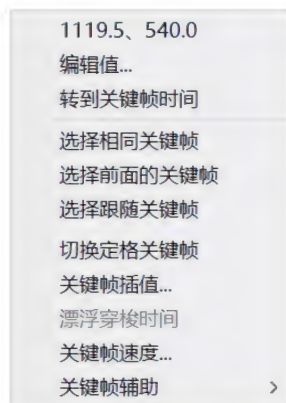 1119.5、540.0
编辑值...
转到关键帧时间
选择相同关键帧
选择前面的关键帧
选择跟随关键帧
切换定格关键帧
关键帧插值...
漂浮穿梭时间
关键帧速度...
关键帧辅助 >